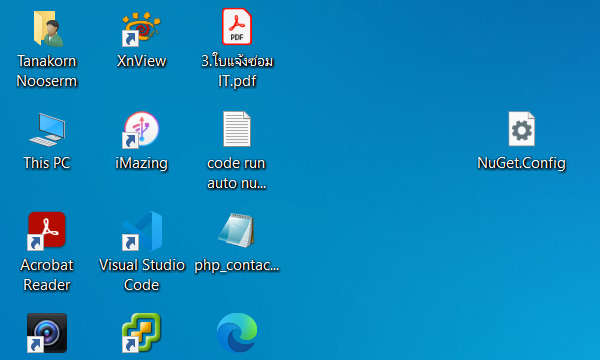 Tanakorn
Nooserm
XnView
3.ใบแจ้งซ่อม
IT.pdf
PDF
This PC
iMazing
code run
auto nu...
NuGet.Config
Acrobat
Reader
Visual Studio
Code
php_contac...